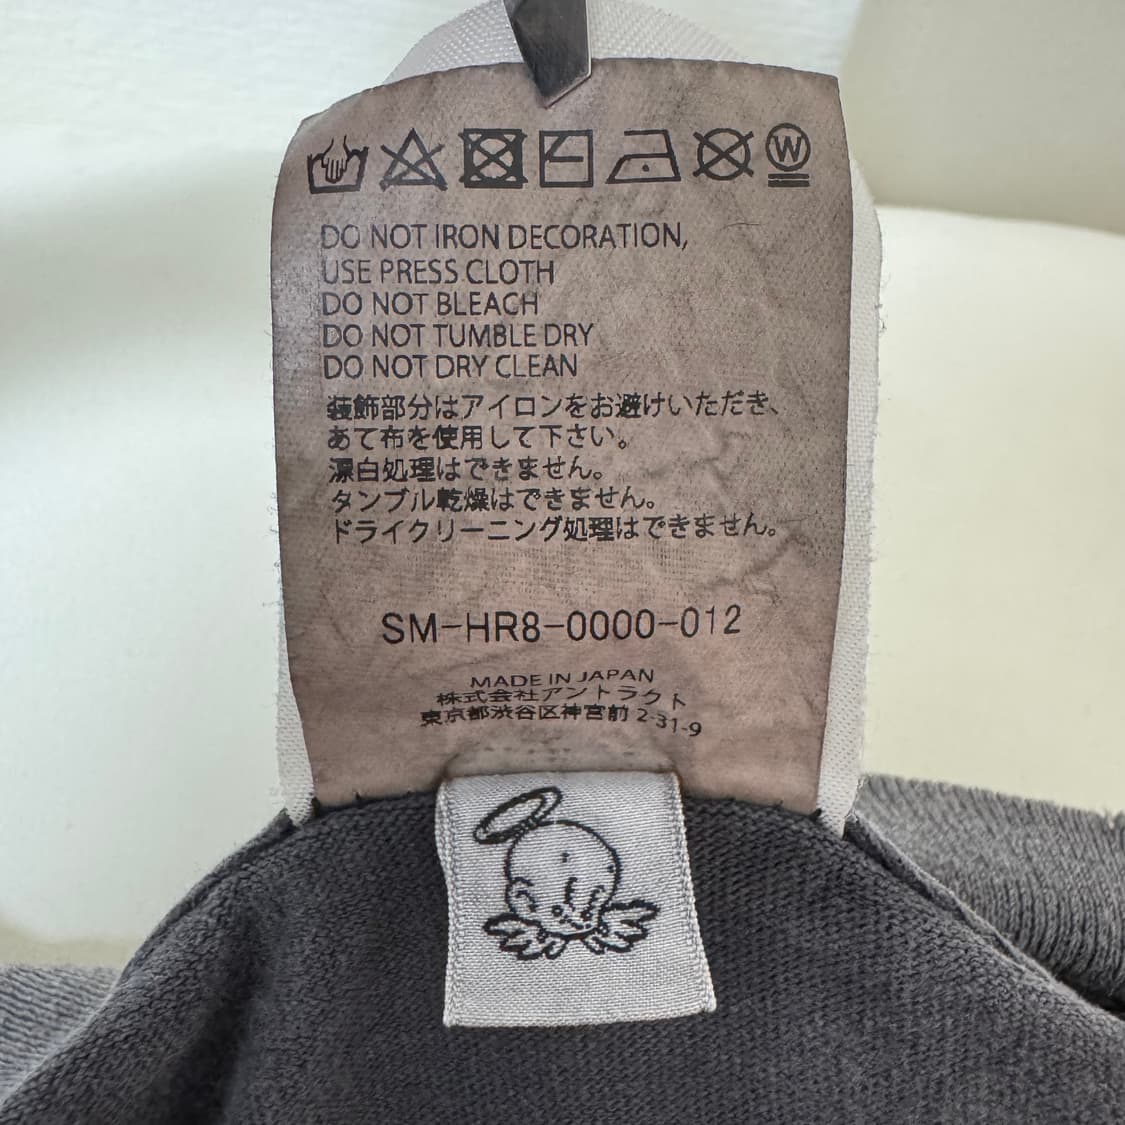 W
DO NOT IRON DECORATION,
USE PRESS CLOTH
DO NOT BLEACH
DO NOT TUMBLE DRY
DO NOT DRY CLEAN
装飾部分はアイロンをお避けいただき、
あて布を使用して下さい。
漂白処理はできません。
タンブル乾燥はできません。
ドライクリーニング処理はできません。
SM-HR8-0000-012
MADE IN JAPAN
株式会社アントラクト
東京都渋谷区神宮前 2-31-9